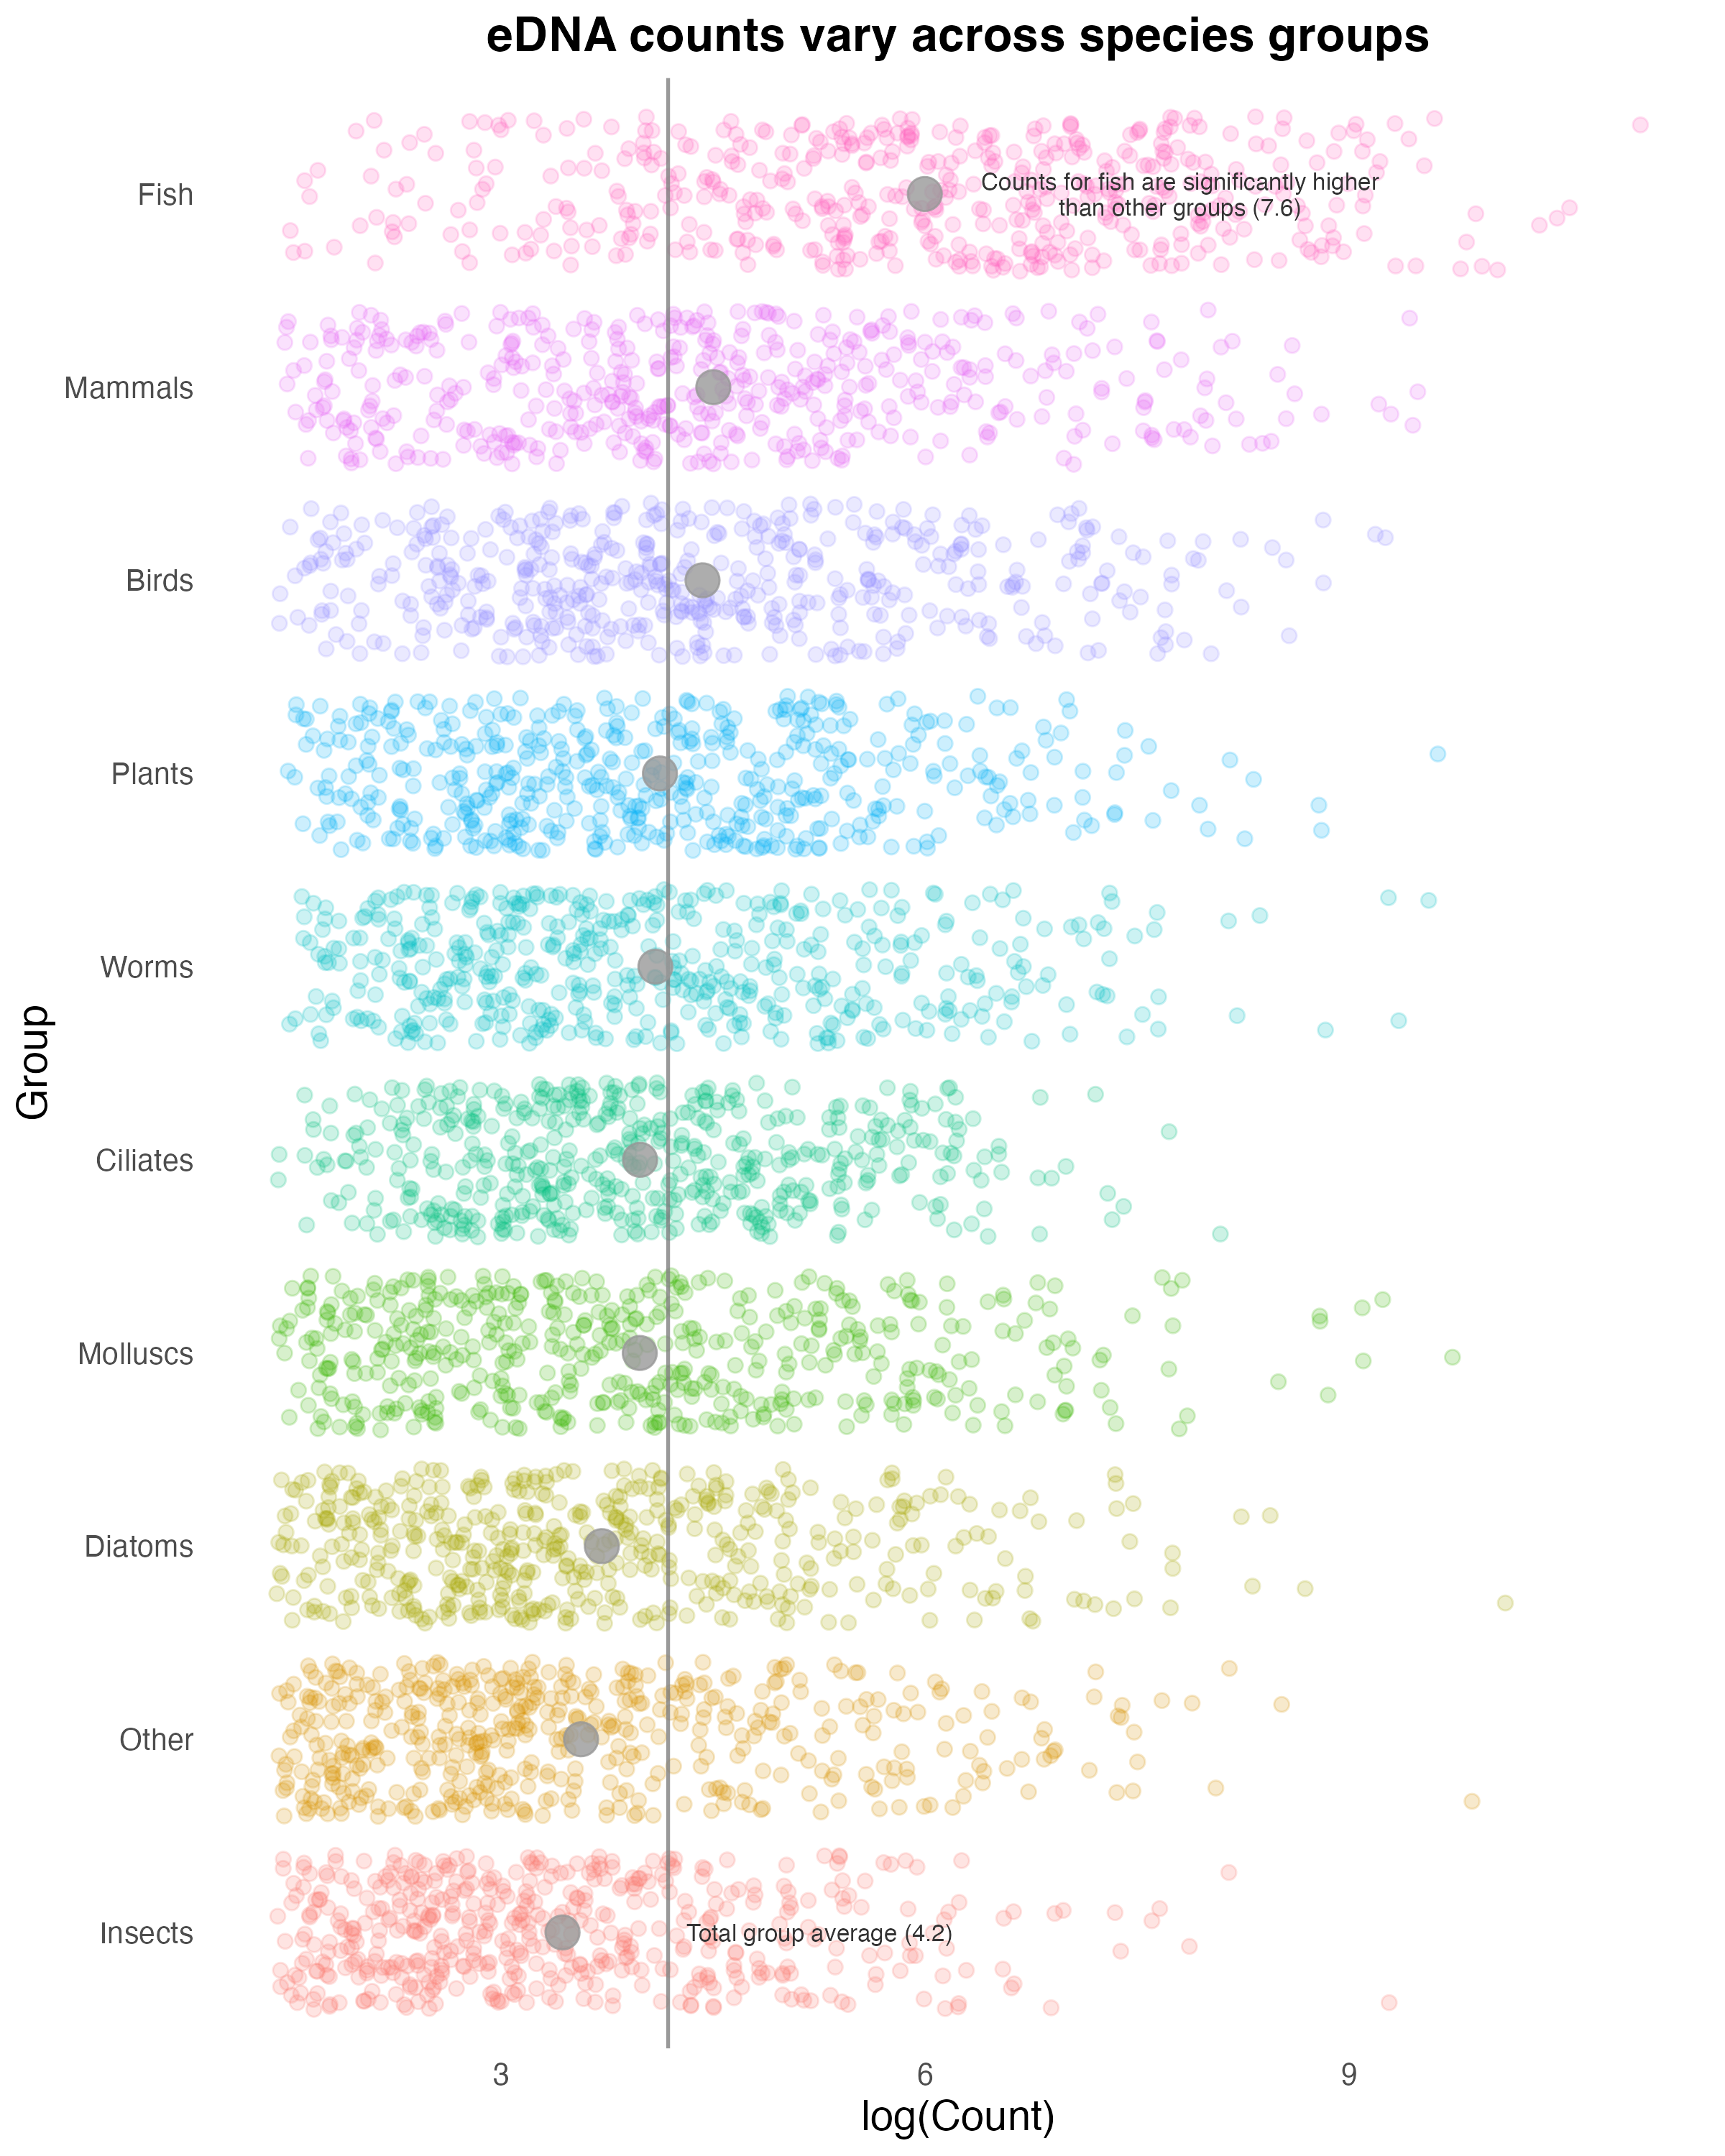 eDNA counts vary across species groups
Fish
Counts for fish are significantly higher
than other groups (7.6)
Mammals
Birds
Plants
Worms
Group
Ciliates
Molluscs
Diatoms
Other
Insects
Total group average (4.2)
3
6
9
log(Count)